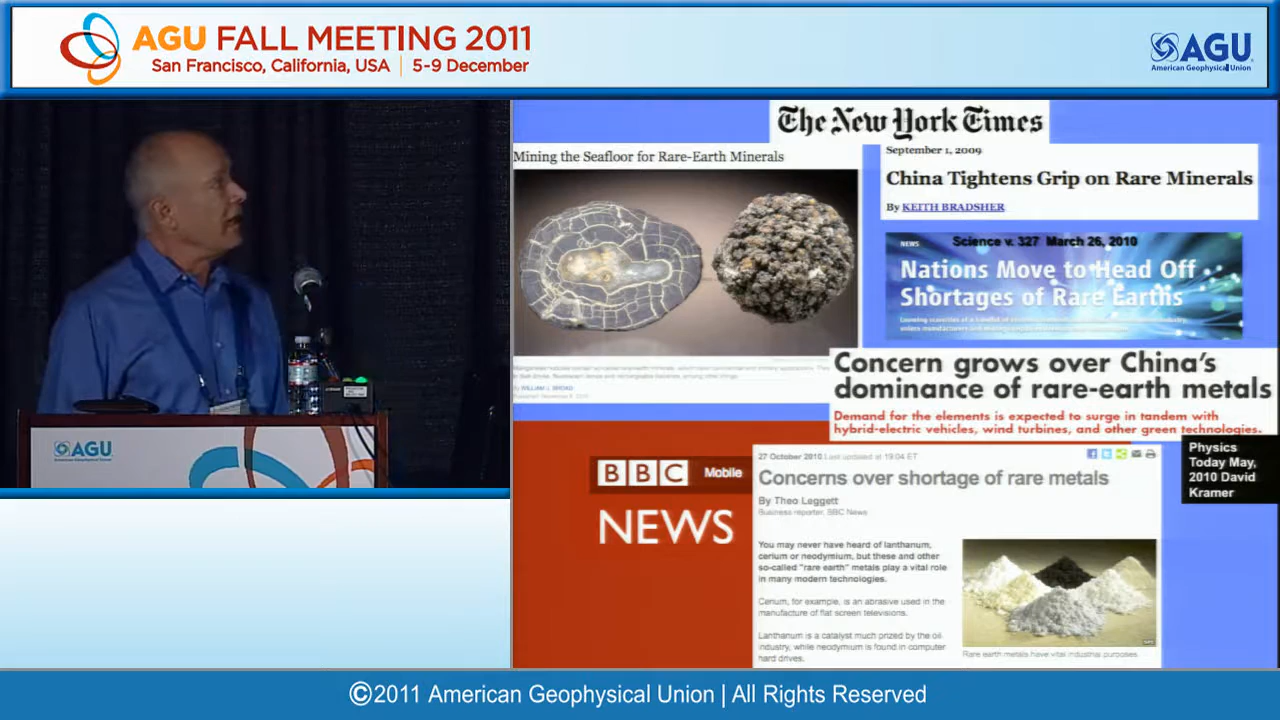 AGU FALL MEETING 2011
San Francisco, California, USA | 5-9 December
AGU
American Geophysical Union
AGU
American Geophysical Union
The New York Times
Mining the Seafloor for Rare-Earth Minerals
September 1, 2009
China Tightens Grip on Rare Minerals
By KEITH BRADSHER
NEWS
Science v. 327 March 26, 2010
Nations Move to Head Off
Shortages of Rare Earths
By WILLIAM J. BROAD
Concern grows over China's
dominance of rare-earth metals
Demand for the elements is expected to surge in tandem with
hybrid-electric vehicles, wind turbines, and other green technologies.
Physics
Today May,
2010 David
Kramer
BBC Mobile
NEWS
27 October 2010 Last updated at 19:04 ET
Concerns over shortage of rare metals
By Theo Leggett
Business reporter, BBC News
You may never have heard of lanthanum,
cerium or neodymium, but these and other
so-called "rare earth" metals play a vital role
in many modern technologies.
Cerium, for example, is an abrasive used in the
manufacture of flat screen televisions.
Lanthanum is a catalyst much prized by the oil
industry, while neodymium is found in computer
hard drives.
Rare earth metals have vital industrial purposes
©2011 American Geophysical Union | All Rights Reserved